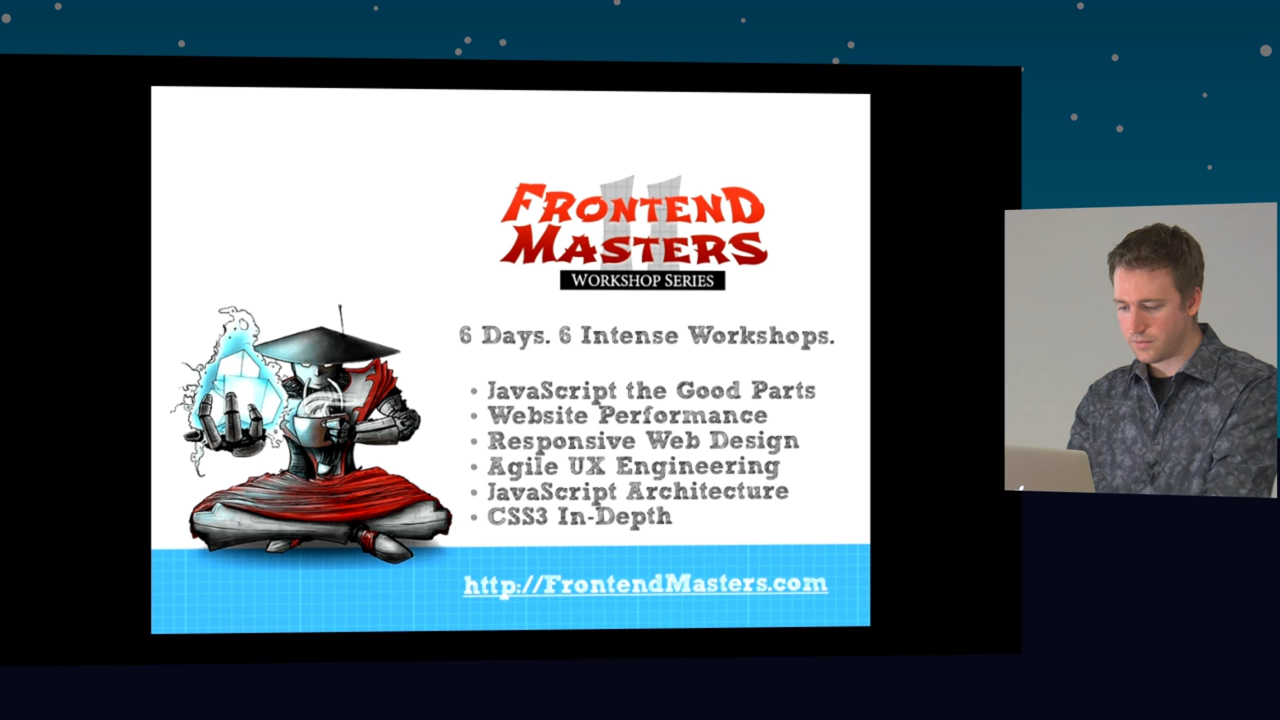 11
FRONTEND
MASTERS
WORKSHOP SERIES
6 Days. 6 Intense Workshops.
• JavaScript the Good Parts
• Website Performance
• Responsive Web Design
• Agile UX Engineering
• JavaScript Architecture
• CSS3 In-Depth
http://FrontendMasters.com